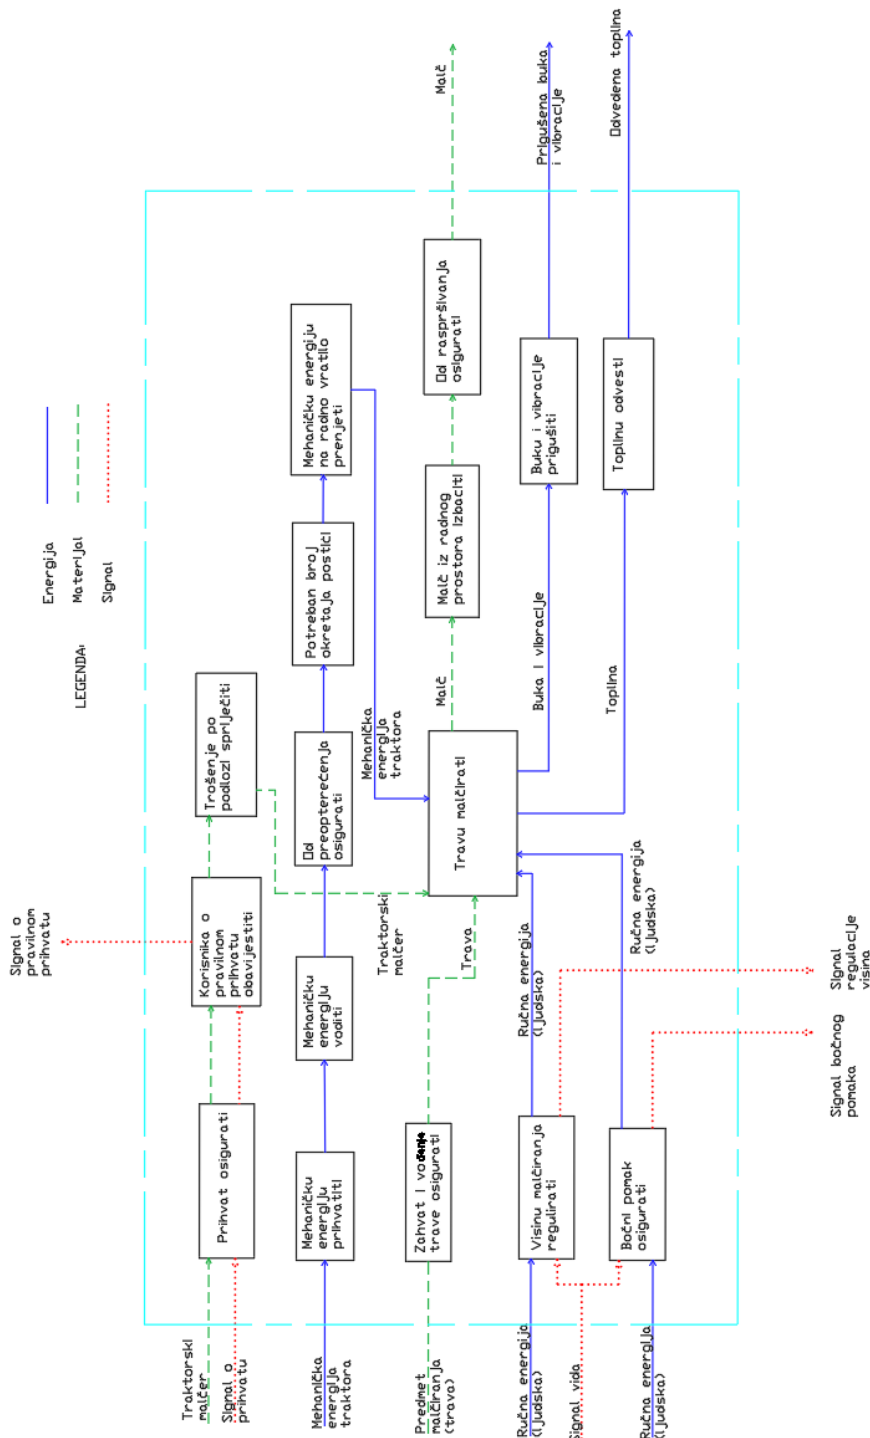 LEGENDA:
Energija
Materijal
Signal
Signal o
pravilnom
prihvatu
Traktorski
malčer
Signal o
prihvatu
Prihvat osigurati
Korisnika o
pravilnom
prihvatu
obavijestiti
Trošenje po
podlozi spriječiti
Mehanička
energija
traktora
Mehaničku
energiju
prihvatiti
Mehaničku
energiju
voditi
Od
preopterećenja
osigurati
Potreban broj
okretaja postići
Mehaničku energiju
na radno vratilo
prenjeti
Traktorski
malčer
Mehanička
energija
traktora
Predmet
malčiranja
(trava)
Zahvat i vođenje
trave osigurati
Trava
Travu malčirati
Malč
Malč iz radnog
prostora izbaciti
Od raspršivanja
osigurati
Malč
Ručna energija
(ljudska)
Visinu malčiranja
regulirati
Ručna energija
(ljudska)
Buka i vibracije
Buku i vibracije
prigušiti
Prigušena buka
i vibracije
Signal vida
Ručna energija
(ljudska)
Bočni pomak
osigurati
Ručna energija
(ljudska)
Toplina
Toplinu odvesti
Odvedena toplina
Signal bočnog
pomaka
Signal
regulacije
visina